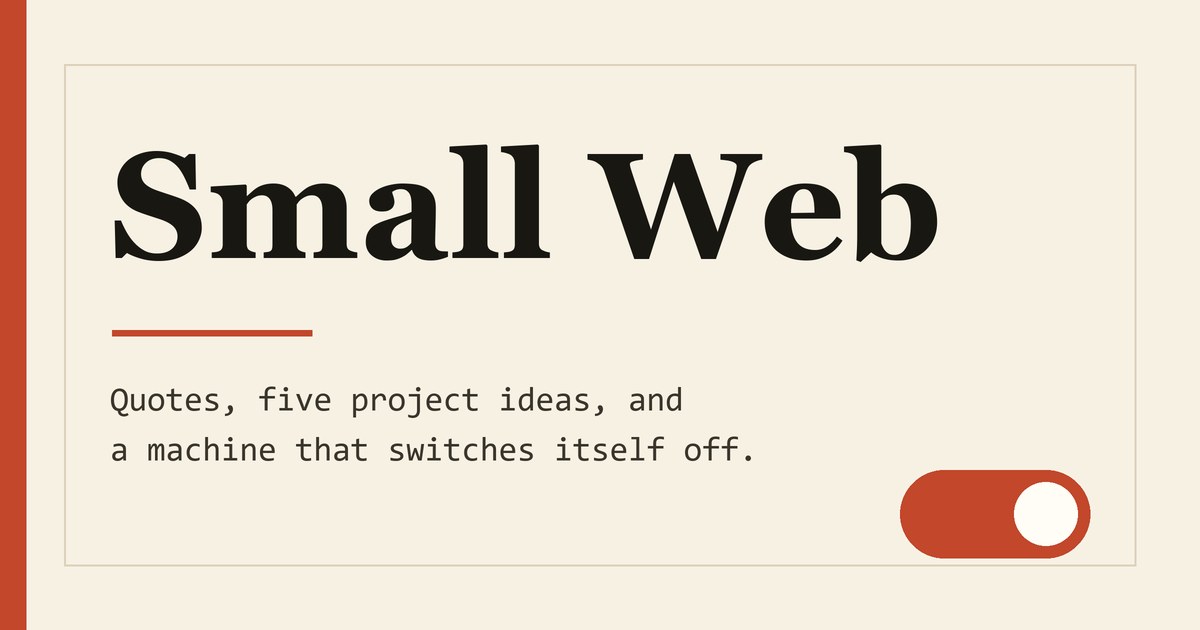 Small Web
Quotes, five project ideas, and
a machine that switches itself off.